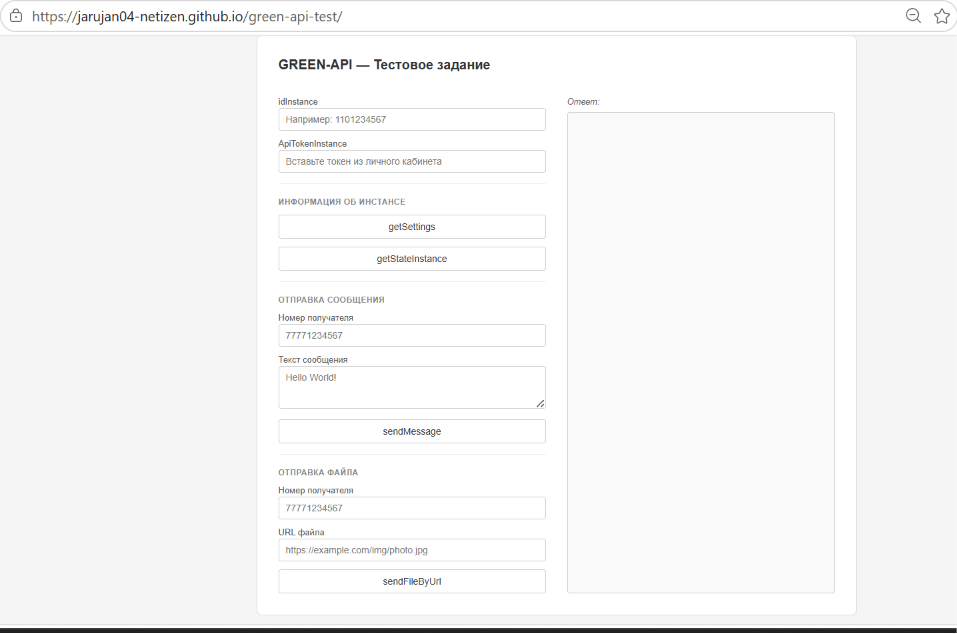 https://jarujan04-netizen.github.io/green-api-test/
GREEN-API — Тестовое задание
idInstance
Например: 1101234567
ApiTokenInstance
Вставьте токен из личного кабинета
ИНФОРМАЦИЯ ОБ ИНСТАНСЕ
getSettings
getStateInstance
ОТПРАВКА СООБЩЕНИЯ
Номер получателя
77771234567
Текст сообщения
Hello World!
sendMessage
ОТПРАВКА ФАЙЛА
Номер получателя
77771234567
URL файла
https://example.com/img/photo.jpg
sendFileByUrl
Ответ: